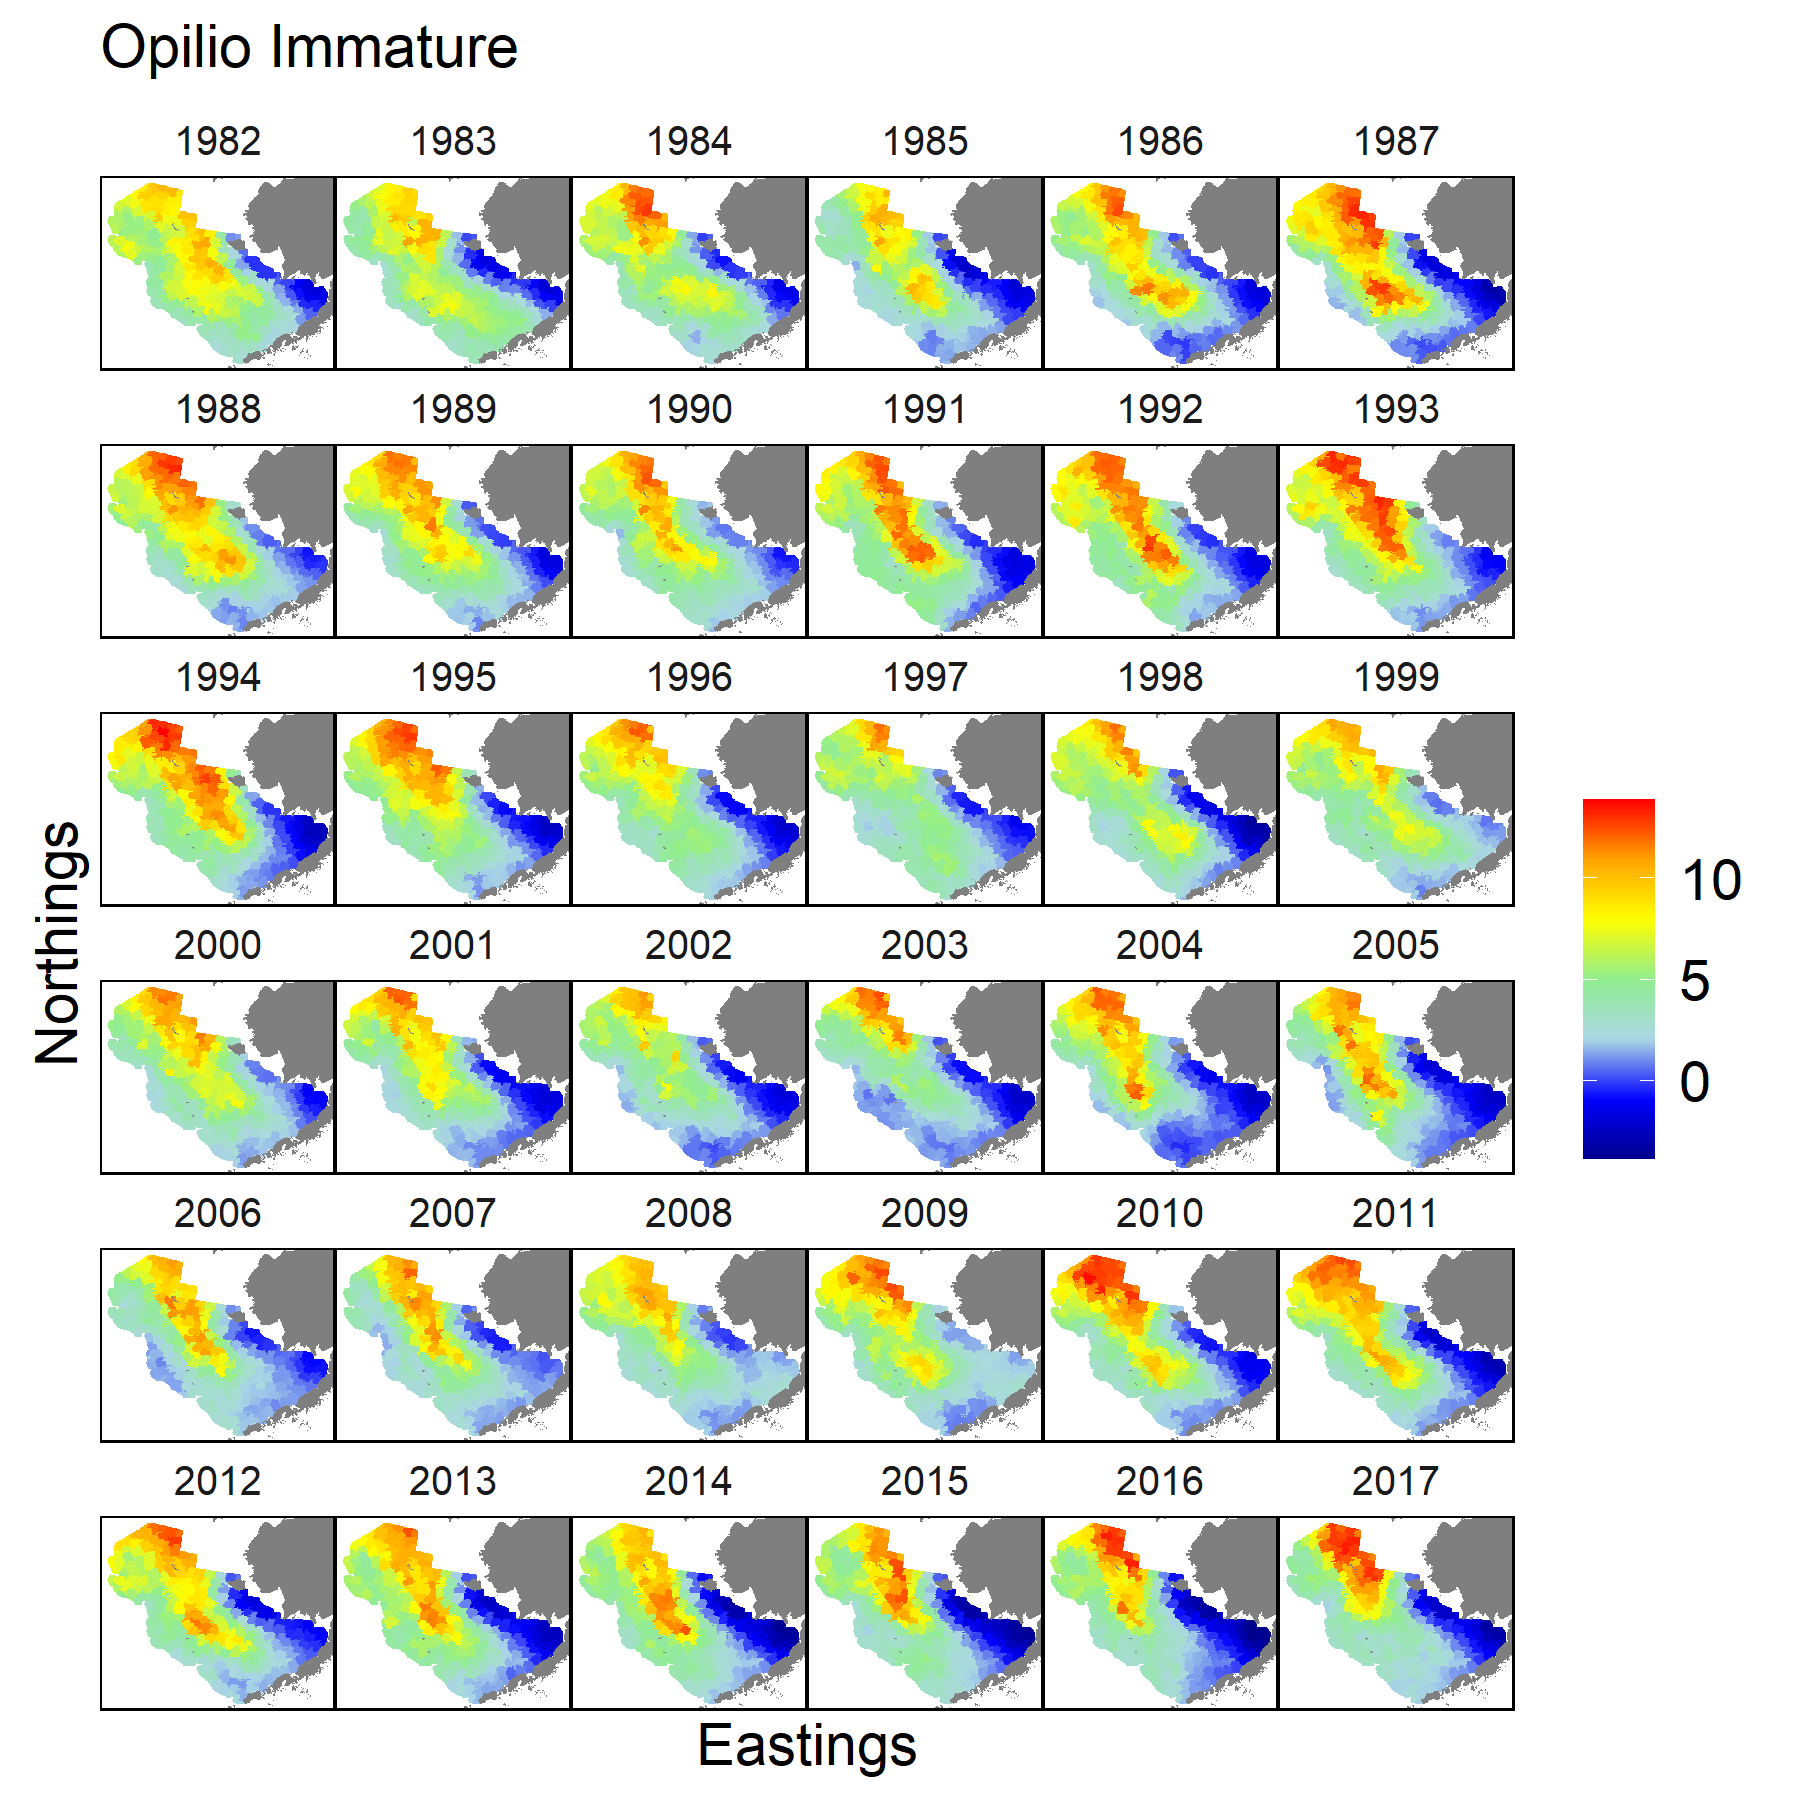 Opilio Immature
1982 1983 1984 1985 1986 1987
1988 1989 1990 1991 1992 1993
1994 1995 1996 1997 1998 1999
2000 2001 2002 2003 2004 2005
2006 2007 2008 2009 2010 2011
2012 2013 2014 2015 2016 2017
Northings
Eastings
10
5
0